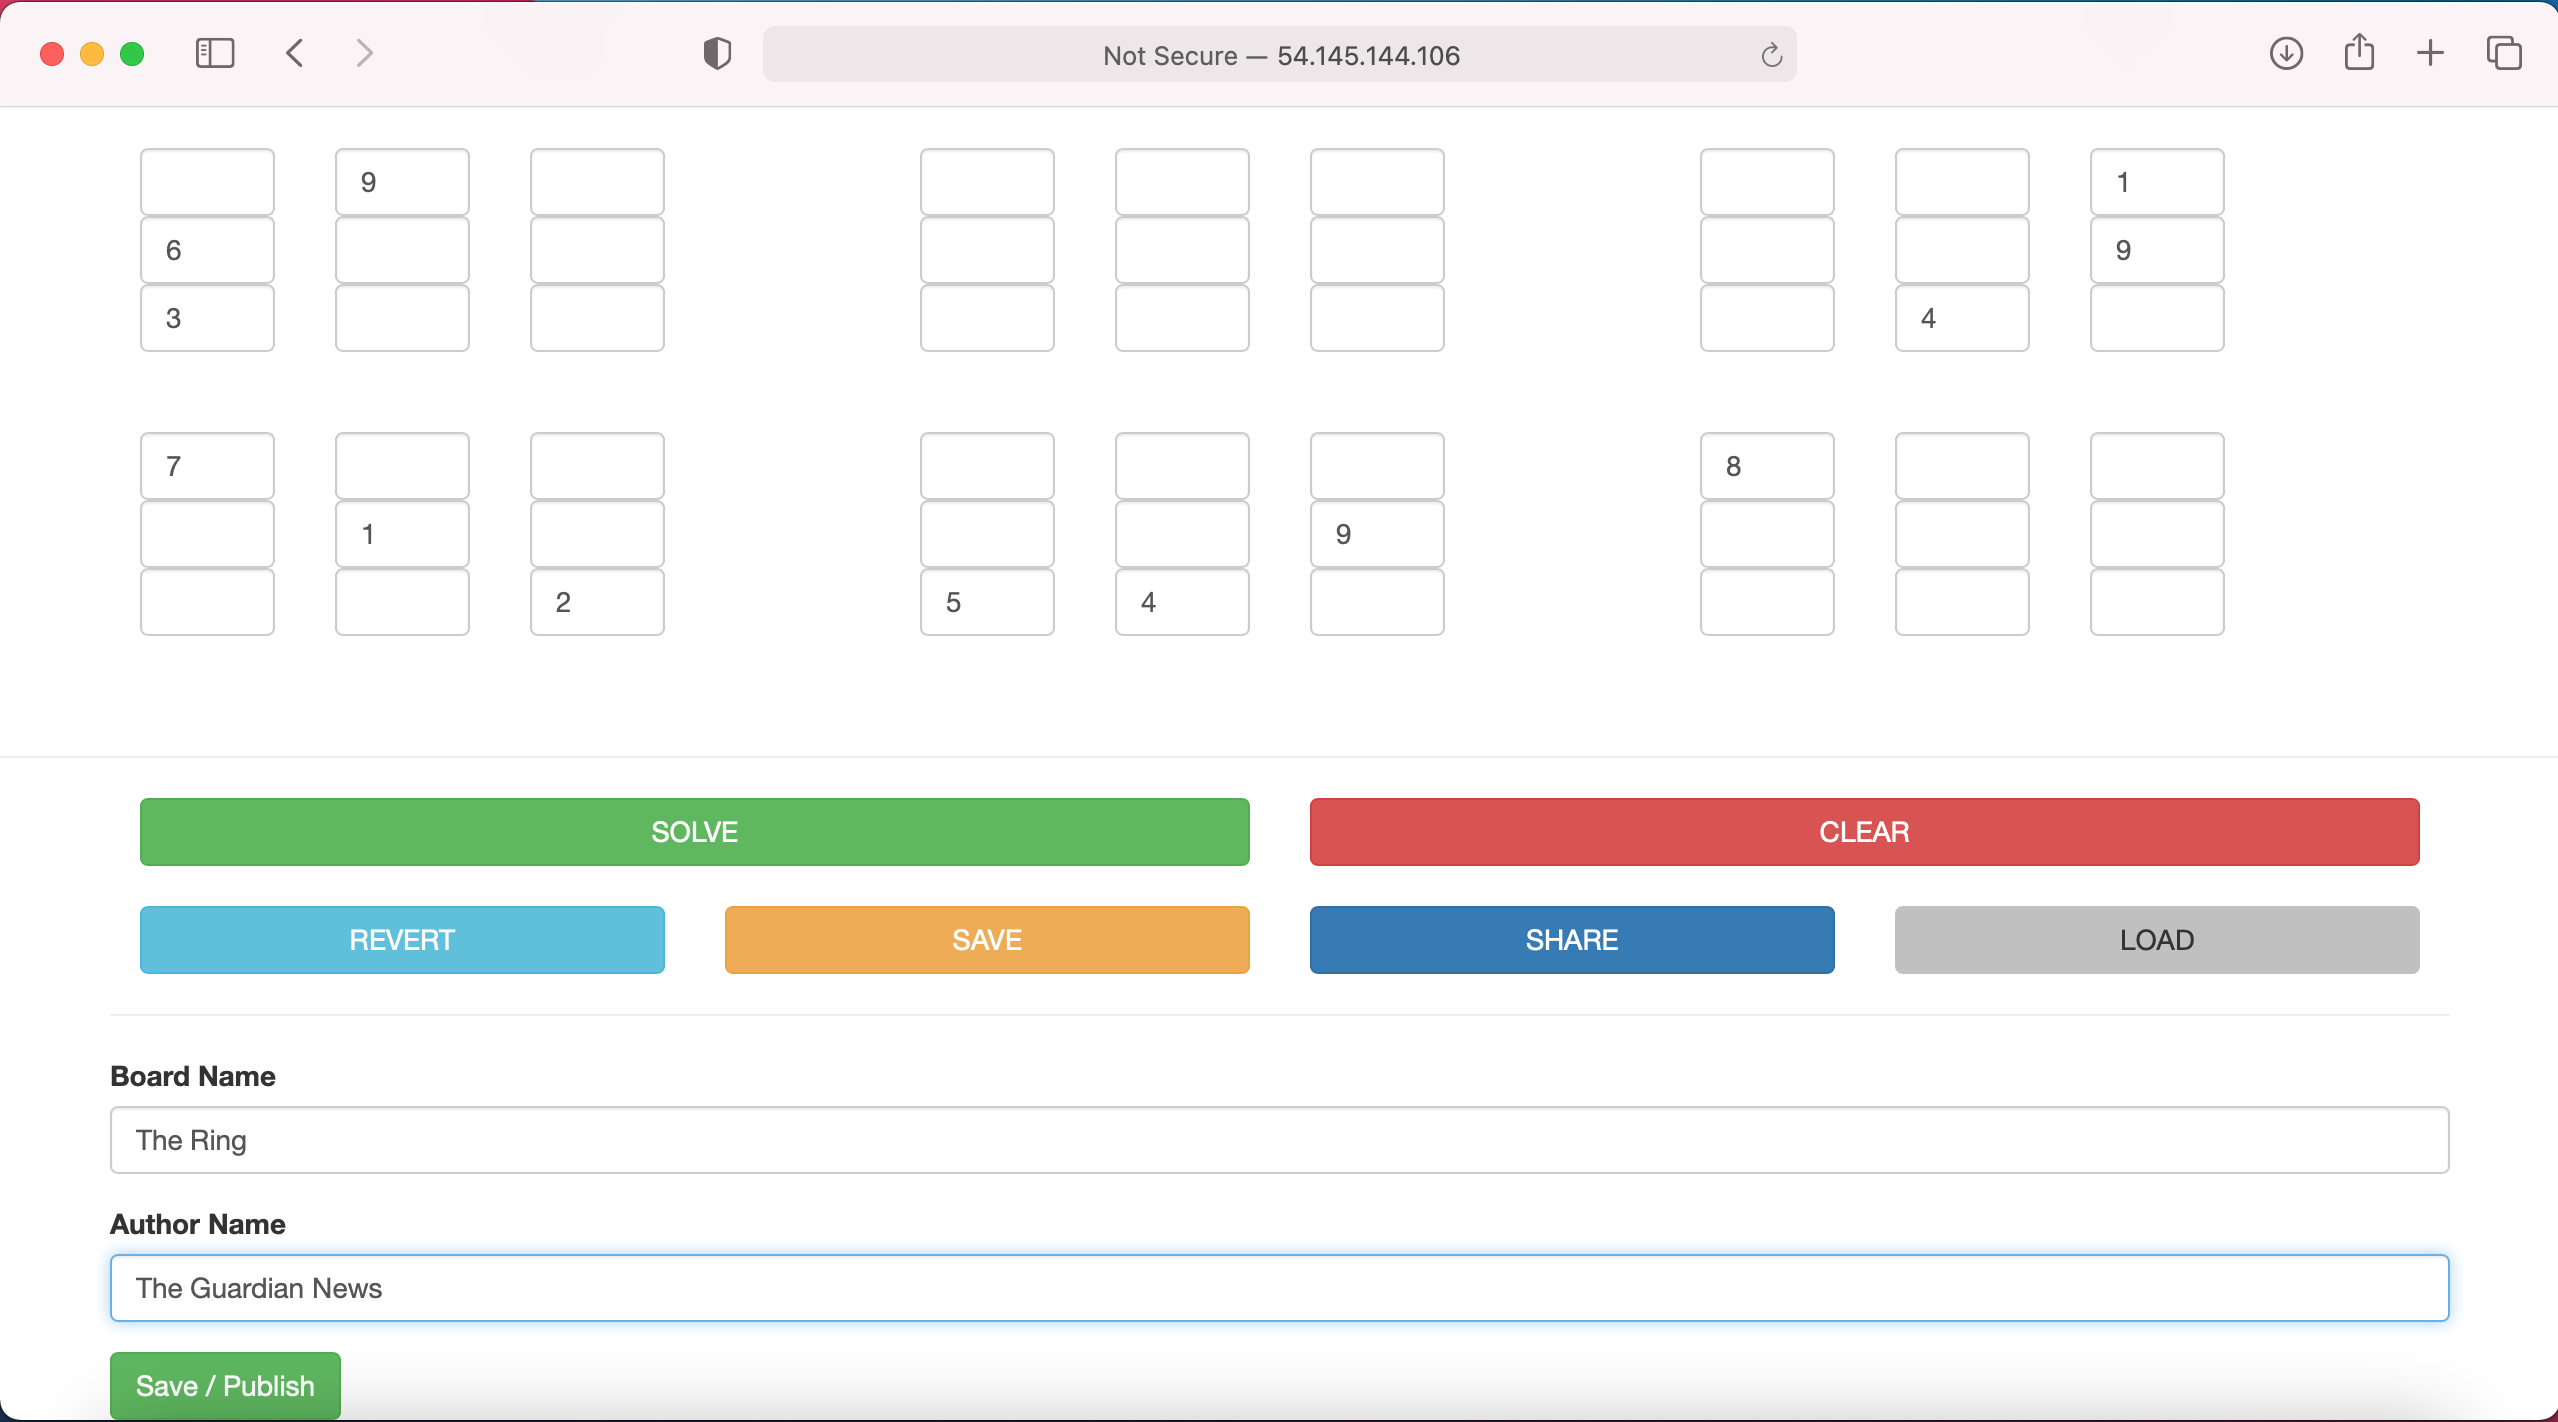 Not Secure — 54.145.144.106
9 1
6 9
3 4
7 8
1 9
2 5 4
SOLVE CLEAR
REVERT SAVE SHARE LOAD
Board Name
The Ring
Author Name
The Guardian News
Save / Publish